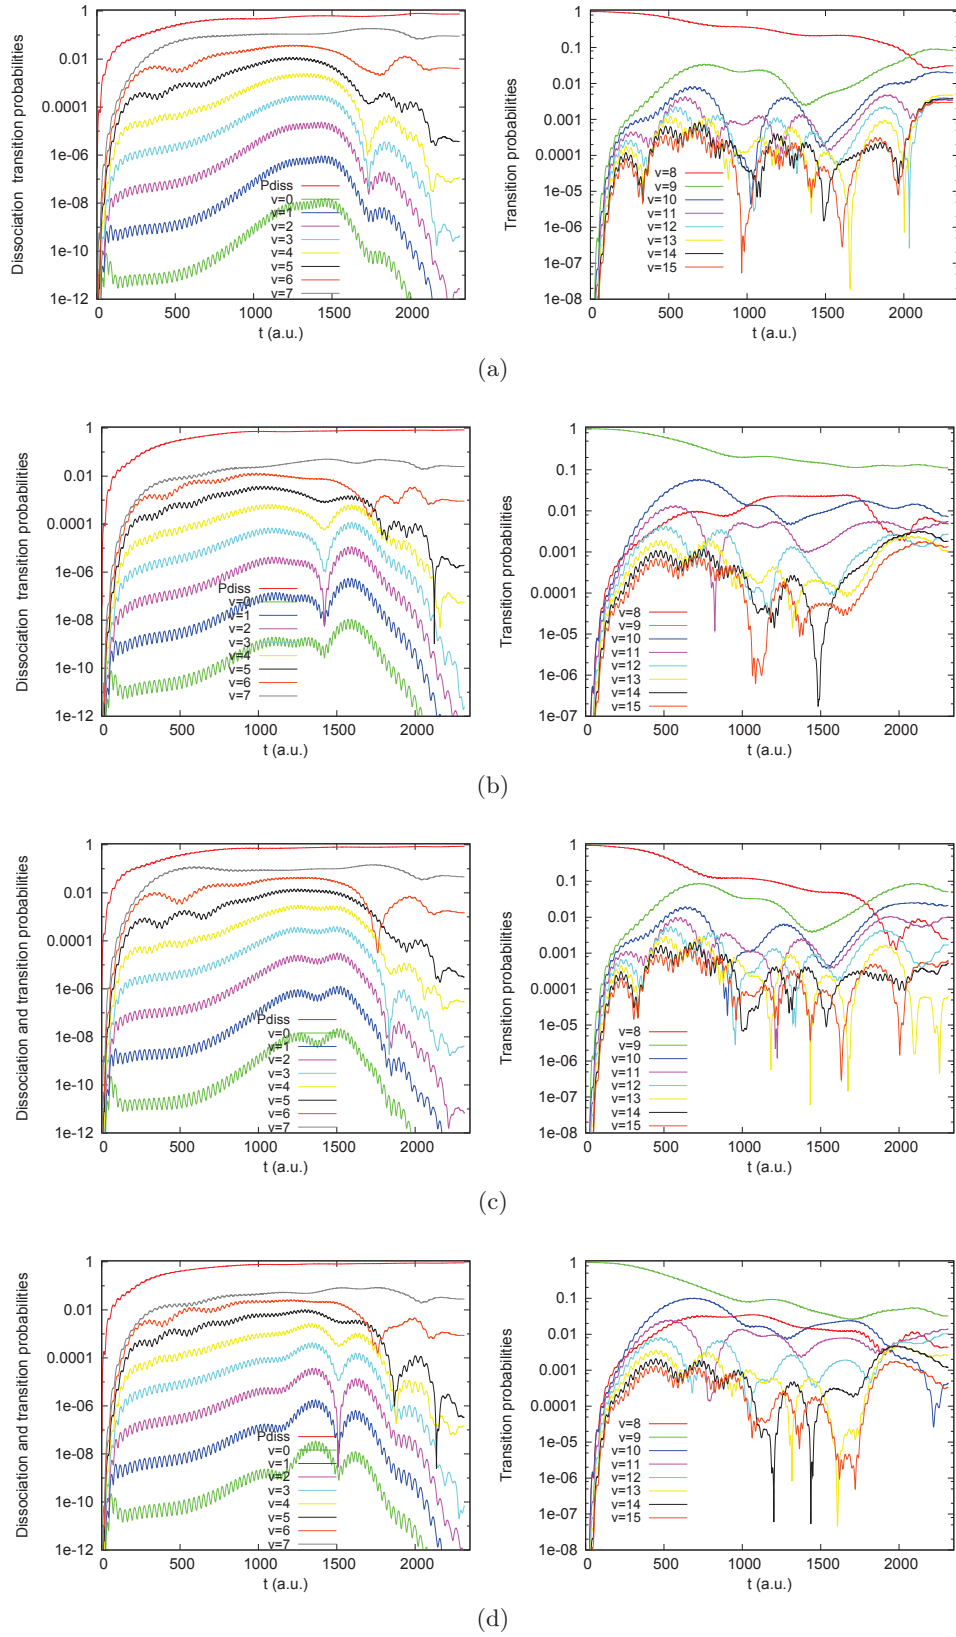 Dissociation transition probabilities
1
0.01
0.0001
1e-06
1e-08
1e-10
1e-12
Pdiss
v=0
v=1
v=2
v=3
v=4
v=5
v=6
v=7
0 500 1000 1500 2000
t (a.u.)
Transition probabilities
1
0.1
0.01
0.001
0.0001
1e-05
1e-06
1e-07
1e-08
v=8
v=9
v=10
v=11
v=12
v=13
v=14
v=15
0 500 1000 1500 2000
t (a.u.)
(a)
Dissociation transition probabilities
1
0.01
0.0001
1e-06
1e-08
1e-10
1e-12
Pdiss
v=0
v=1
v=2
v=3
v=4
v=5
v=6
v=7
0 500 1000 1500 2000
t (a.u.)
Transition probabilities
1
0.1
0.01
0.001
0.0001
1e-05
1e-06
1e-07
v=8
v=9
v=10
v=11
v=12
v=13
v=14
v=15
0 500 1000 1500 2000
t (a.u.)
(b)
Dissociation and transition probabilities
1
0.01
0.0001
1e-06
1e-08
1e-10
1e-12
Pdiss
v=0
v=1
v=2
v=3
v=4
v=5
v=6
v=7
0 500 1000 1500 2000
t (a.u.)
Transition probabilities
1
0.1
0.01
0.001
0.0001
1e-05
1e-06
1e-07
1e-08
v=8
v=9
v=10
v=11
v=12
v=13
v=14
v=15
0 500 1000 1500 2000
t (a.u.)
(c)
Dissociation and transition probabilities
1
0.01
0.0001
1e-06
1e-08
1e-10
1e-12
Pdiss
v=0
v=1
v=2
v=3
v=4
v=5
v=6
v=7
0 500 1000 1500 2000
t (a.u.)
Transition probabilities
1
0.1
0.01
0.001
0.0001
1e-05
1e-06
1e-07
1e-08
v=8
v=9
v=10
v=11
v=12
v=13
v=14
v=15
0 500 1000 1500 2000
t (a.u.)
(d)